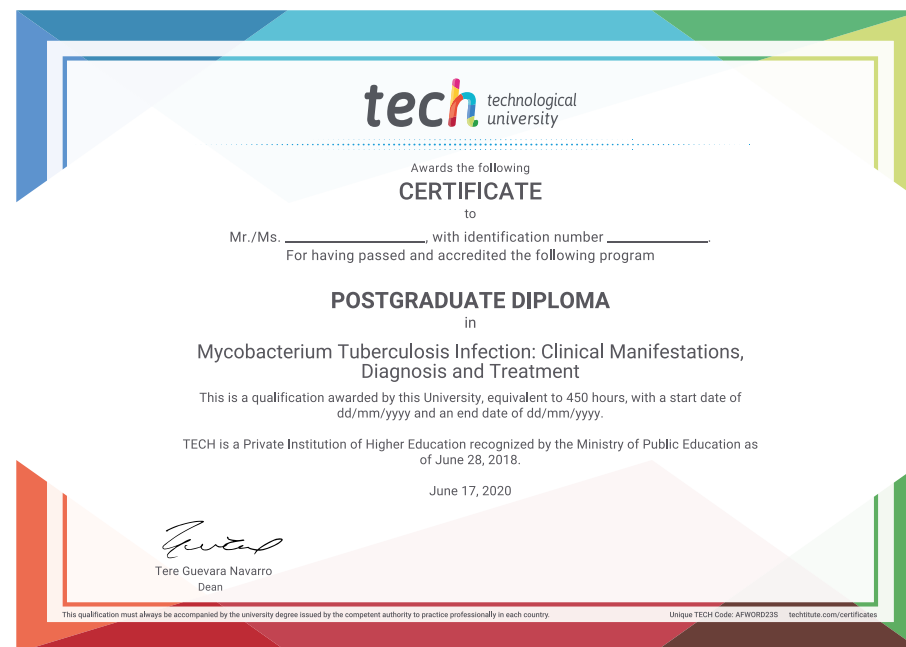 tech technological
university
Awards the following
CERTIFICATE
to
Mr./Ms. ____________________, with identification number ______________.
For having passed and accredited the following program
POSTGRADUATE DIPLOMA
in
Mycobacterium Tuberculosis Infection: Clinical Manifestations,
Diagnosis and Treatment
This is a qualification awarded by this University, equivalent to 450 hours, with a start date of
dd/mm/yyyy and an end date of dd/mm/yyyy.
TECH is a Private Institution of Higher Education recognized by the Ministry of Public Education as
of June 28, 2018.
June 17, 2020
Tere Guevara Navarro
Dean
This qualification must always be accompanied by the university degree issued by the competent authority to practice professionally in each country. Unique TECH Code: AFWORD23S techtitute.com/certificates